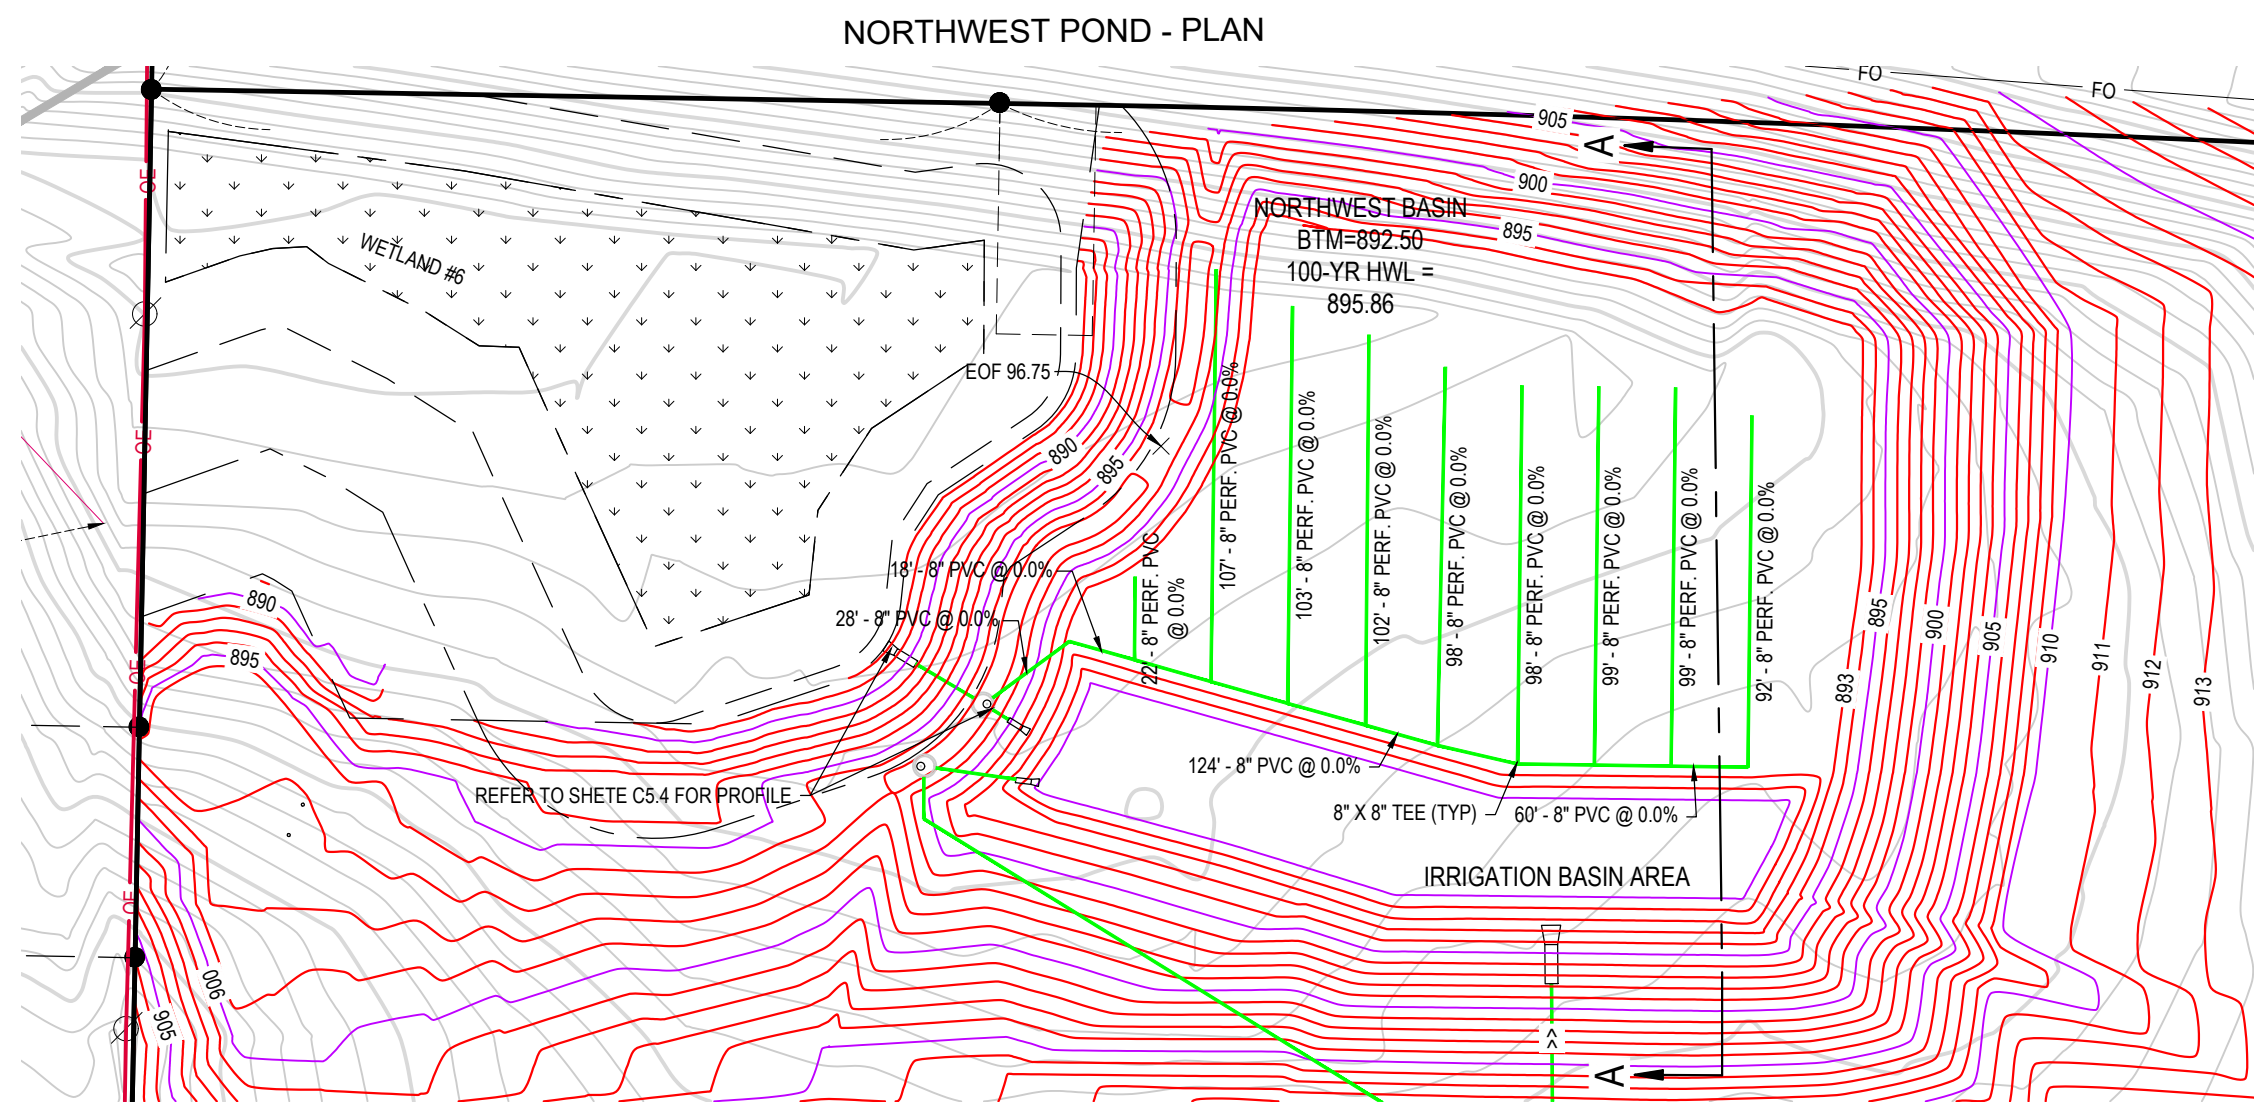 NORTHWEST POND - PLAN
FO
FO
905
A
OE
900
NORTHWEST BASIN
BTM=892.50
100-YR HWL =
895.86
895
WETLAND #6
EOF 96.75
OE
890
895
107' - 8" PERF. PVC @ 0.0%
103' - 8" PERF. PVC @ 0.0%
102' - 8" PERF. PVC @ 0.0%
98' - 8" PERF. PVC @ 0.0%
98' - 8" PERF. PVC @ 0.0%
99' - 8" PERF. PVC @ 0.0%
99' - 8" PERF. PVC @ 0.0%
92' - 8" PERF. PVC @ 0.0%
22' - 8" PERF. PVC
@ 0.0%
18' - 8" PVC @ 0.0%
28' - 8" PVC @ 0.0%
890
895
OE
895
900
905
910
911
912
913
893
124' - 8" PVC @ 0.0%
REFER TO SHETE C5.4 FOR PROFILE
8" X 8" TEE (TYP)
60' - 8" PVC @ 0.0%
IRRIGATION BASIN AREA
OE
900
905
>>
A